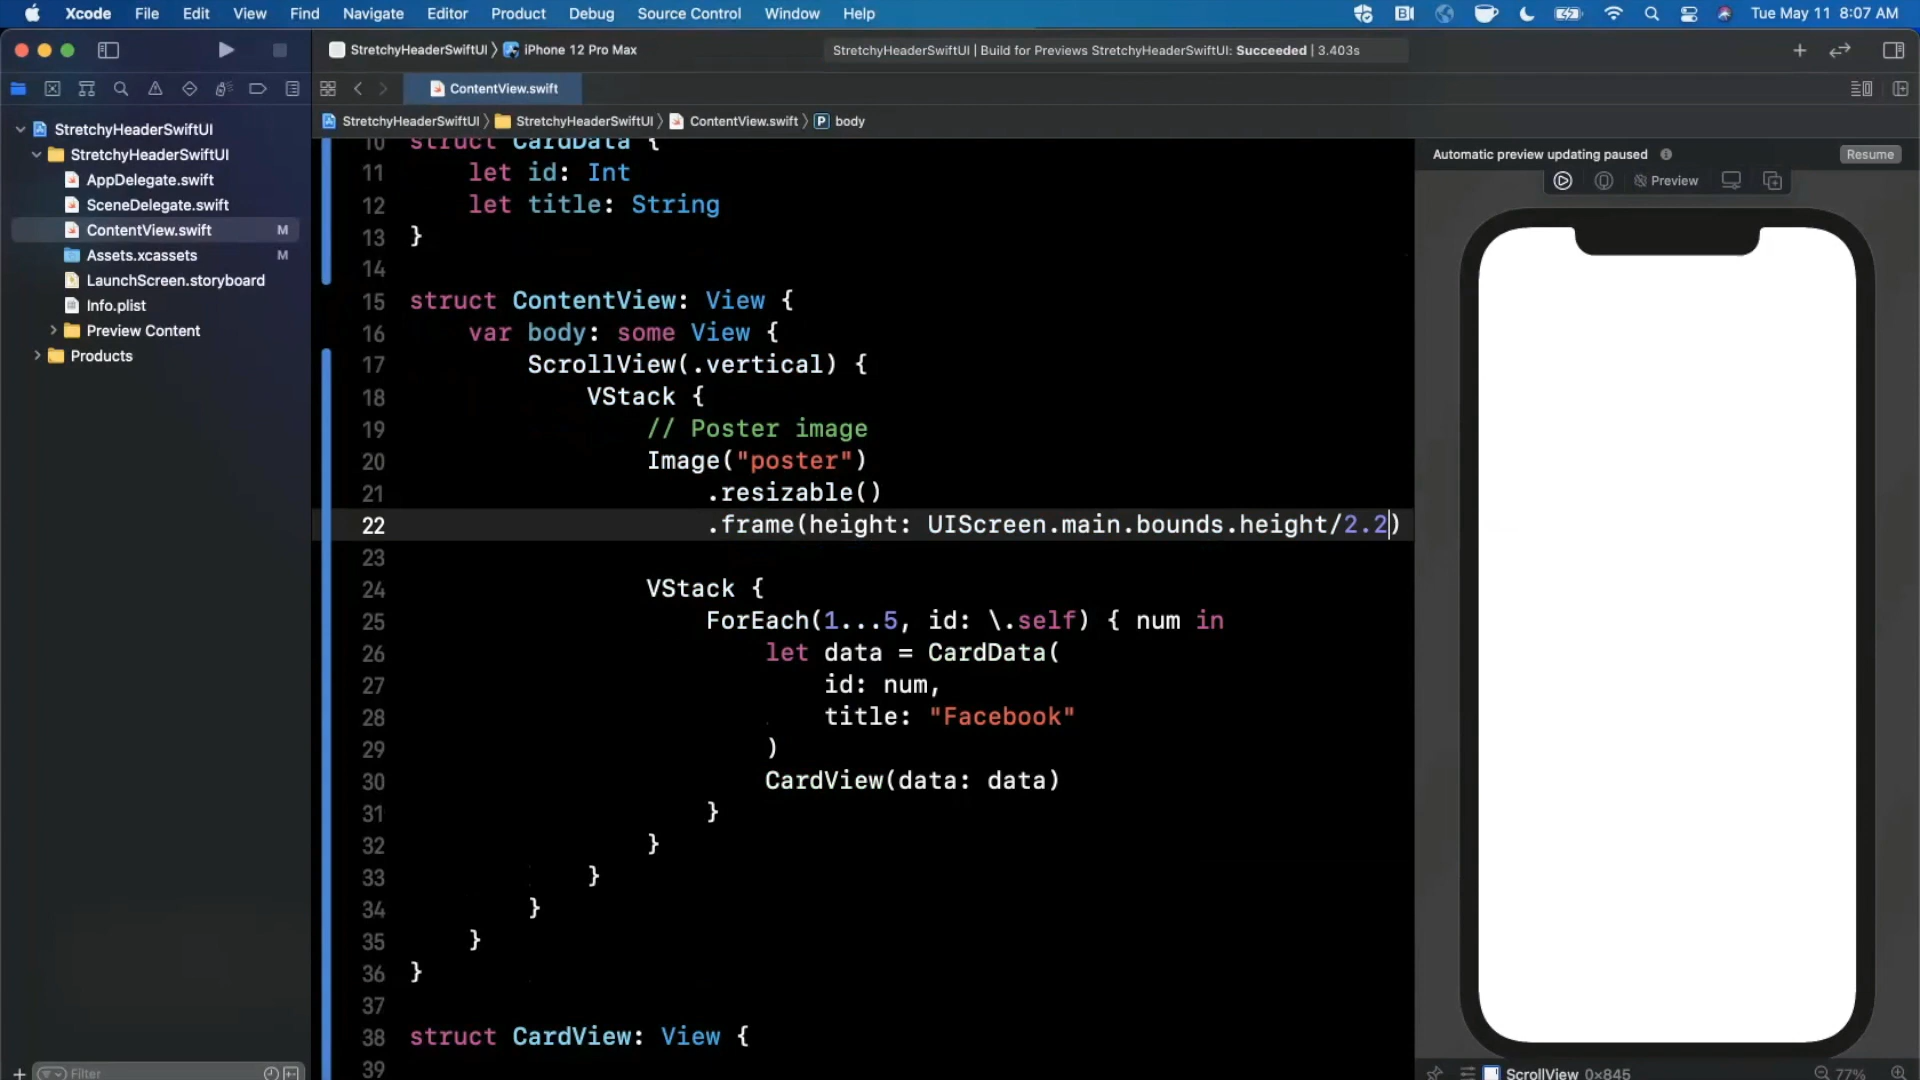 Xcode File Edit View Find Navigate Editor Product Debug Source Control Window Help
Tue May 11 8:07 AM
StretchyHeaderSwiftUI 〉 iPhone 12 Pro Max
StretchyHeaderSwiftUI | Build for Previews StretchyHeaderSwiftUI: Succeeded | 3.403s
ContentView.swift
StretchyHeaderSwiftUI 〉 StretchyHeaderSwiftUI 〉 ContentView.swift 〉 P body
StretchyHeaderSwiftUI
StretchyHeaderSwiftUI
AppDelegate.swift
SceneDelegate.swift
ContentView.swift M
Assets.xcassets M
LaunchScreen.storyboard
Info.plist
Preview Content
Products
Filter
10 struct CardData {
11 let id: Int
12 let title: String
13 }
14
15 struct ContentView: View {
16 var body: some View {
17 ScrollView(.vertical) {
18 VStack {
19 // Poster image
20 Image("poster")
21 .resizable()
22 .frame(height: UIScreen.main.bounds.height/2.2)
23
24 VStack {
25 ForEach(1...5, id: \.self) { num in
26 let data = CardData(
27 id: num,
28 title: "Facebook"
29 )
30 CardView(data: data)
31 }
32 }
33 }
34 }
35 }
36 }
37
38 struct CardView: View {
39
Automatic preview updating paused
Resume
Preview
ScrollView 0×845
77%